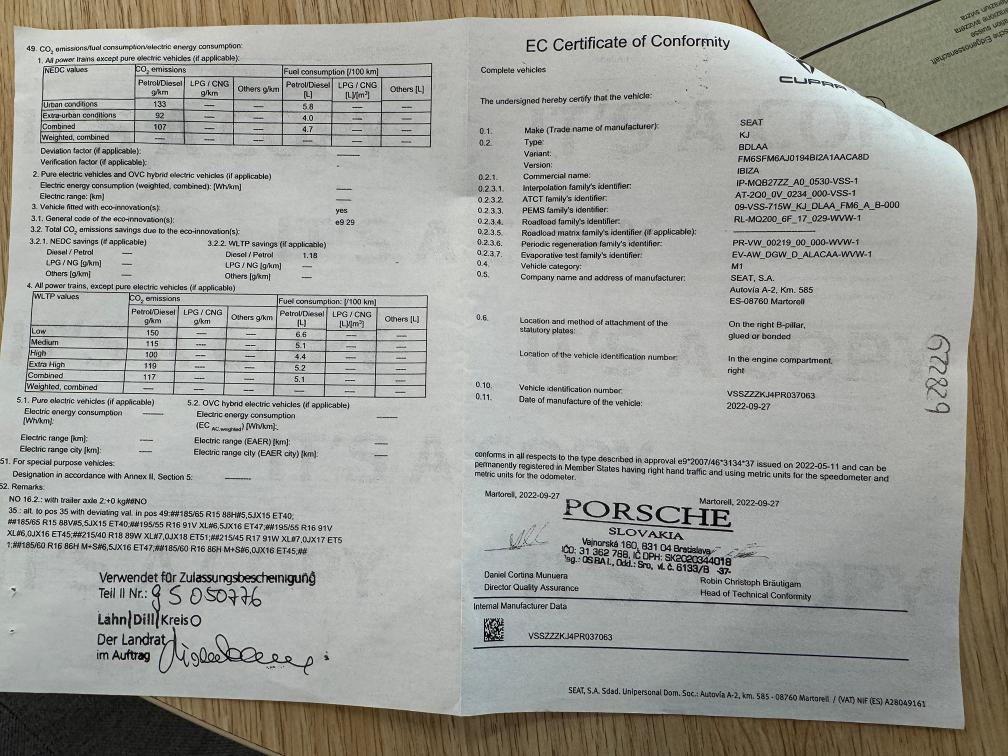 49. CO2 emissions/fuel consumption/electric energy consumption:
1. All power trains except pure electric vehicles (if applicable):
NEDC values CO2 emissions Fuel consumption [/100 km]
Petrol/Diesel g/km LPG / CNG g/km Others g/km Petrol/Diesel [L] LPG / CNG [L]/[m³] Others [L]
Urban conditions 133 ---- ---- 5.8 ---- ----
Extra-urban conditions 92 ---- ---- 4.0 ---- ----
Combined 107 ---- ---- 4.7 ---- ----
Weighted, combined ---- ---- ---- ---- ---- ----
Deviation factor (if applicable):
Verification factor (if applicable):
2. Pure electric vehicles and OVC hybrid electric vehicles (if applicable)
Electric energy consumption (weighted, combined): [Wh/km]
Electric range: [km]
3. Vehicle fitted with eco-innovation(s): yes
3.1. General code of the eco-innovation(s): e9 29
3.2. Total CO2 emissions savings due to the eco-innovation(s):
3.2.1. NEDC savings (if applicable) 3.2.2. WLTP savings (if applicable)
Diesel / Petrol ---- Diesel / Petrol 1.18
LPG / NG [g/km] ---- LPG / NG [g/km] ----
Others [g/km] ---- Others [g/km] ----
4. All power trains, except pure electric vehicles (if applicable)
WLTP values CO2 emissions Fuel consumption: [/100 km]
Petrol/Diesel g/km LPG / CNG g/km Others g/km Petrol/Diesel [L] LPG / CNG [L]/[m³] Others [L]
Low 150 ---- ---- 6.6 ---- ----
Medium 115 ---- ---- 5.1 ---- ----
High 100 ---- ---- 4.4 ---- ----
Extra High 119 ---- ---- 5.2 ---- ----
Combined 117 ---- ---- 5.1 ---- ----
Weighted, combined ---- ---- ---- ---- ---- ----
5.1. Pure electric vehicles (if applicable) 5.2. OVC hybrid electric vehicles (if applicable)
Electric energy consumption ---- Electric energy consumption ----
[Wh/km]: (EC AC,weighted) [Wh/km]:
Electric range [km]: ---- Electric range (EAER) [km]: ----
Electric range city [km]: ---- Electric range city (EAER city) [km]: ----
51. For special purpose vehicles:
Designation in accordance with Annex II, Section 5: ----
52. Remarks:
NO 16.2.: with trailer axle 2:+0 kg##NO
35.: alt. to pos 35 with deviating val. in pos 49:##185/65 R15 88H#5,5JX15 ET40;
##185/65 R15 88V#5,5JX15 ET40;##195/55 R16 91V XL#6,5JX16 ET47;##195/55 R16 91V
XL#6,0JX16 ET45;##215/40 R18 89W XL#7,0JX18 ET51;##215/45 R17 91W XL#7,0JX17 ET5
1;##185/60 R16 86H M+S#6,5JX16 ET47;##185/60 R16 86H M+S#6,0JX16 ET45;##
Verwendet für Zulassungsbescheinigung
Teil II Nr.: gS 050776
Lahn/Dill/Kreis
Der Landrat
im Auftrag
EC Certificate of Conformity
CUPRA
Complete vehicles
The undersigned hereby certify that the vehicle:
0.1. Make (Trade name of manufacturer): SEAT
0.2. Type: KJ
Variant: BDLAA
Version: FM6SFM6AJ0194BI2A1AACA8D
0.2.1. Commercial name: IBIZA
0.2.3.1. Interpolation family's identifier: IP-MQB27ZZ_A0_0530-VSS-1
0.2.3.2. ATCT family's identifier: AT-2Q0_0V_0234_000-VSS-1
0.2.3.3. PEMS family's identifier: 09-VSS-715W_KJ_DLAA_FM6_A_B-000
0.2.3.4. Roadload family's identifier: RL-MQ200_6F_17_029-WVW-1
0.2.3.5. Roadload matrix family's identifier (if applicable): ----------------
0.2.3.6. Periodic regeneration family's identifier: PR-VW_00219_00_000-WVW-1
0.2.3.7. Evaporative test family's identifier: EV-AW_DGW_D_ALACAA-WVW-1
0.4. Vehicle category: M1
0.5. Company name and address of manufacturer: SEAT, S.A.
Autovía A-2, Km. 585
ES-08760 Martorell
0.6. Location and method of attachment of the statutory plates: On the right B-pillar, glued or bonded
Location of the vehicle identification number: In the engine compartment, right
0.10. Vehicle identification number: VSSZZZKJ4PR037063
0.11. Date of manufacture of the vehicle: 2022-09-27
conforms in all respects to the type described in approval e9*2007/46*3134*37 issued on 2022-05-11 and can be
permanently registered in Member States having right hand traffic and using metric units for the speedometer and
metric units for the odometer.
Martorell, 2022-09-27 Martorell, 2022-09-27
PORSCHE
SLOVAKIA
Vajnorská 160, 831 04 Bratislava
IČO: 31 362 788, IČ DPH: SK2020344018
Reg.: OS BA I., Odd.: Sro, vl. č. 6133/B -37-
Daniel Cortina Munuera Robin Christoph Bräutigam
Director Quality Assurance Head of Technical Conformity
Internal Manufacturer Data
VSSZZZKJ4PR037063
SEAT, S.A. Sdad. Unipersonal Dom. Soc.: Autovía A-2, km. 585 - 08760 Martorell / (VAT) NIF (ES) A28049161